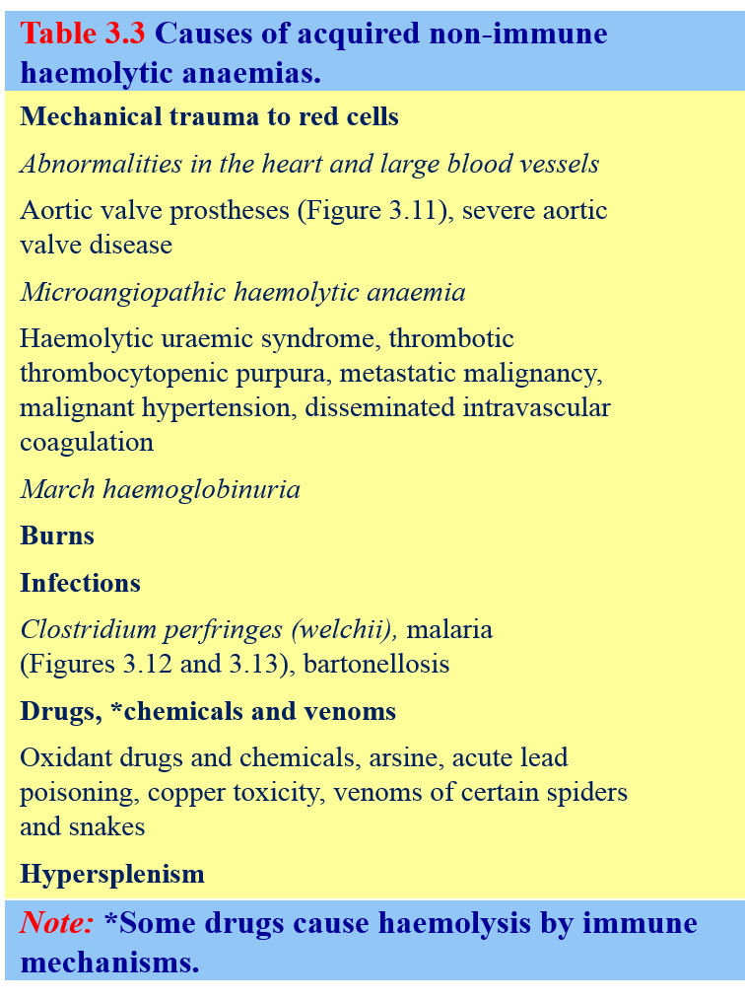 Table 3.3 Causes of acquired non-immune
haemolytic anaemias.
Mechanical trauma to red cells
Abnormalities in the heart and large blood vessels
Aortic valve prostheses (Figure 3.11), severe aortic
valve disease
Microangiopathic haemolytic anaemia
Haemolytic uraemic syndrome, thrombotic
thrombocytopenic purpura, metastatic malignancy,
malignant hypertension, disseminated intravascular
coagulation
March haemoglobinuria
Burns
Infections
Clostridium perfringes (welchii), malaria
(Figures 3.12 and 3.13), bartonellosis
Drugs, *chemicals and venoms
Oxidant drugs and chemicals, arsine, acute lead
poisoning, copper toxicity, venoms of certain spiders
and snakes
Hypersplenism
Note: *Some drugs cause haemolysis by immune
mechanisms.